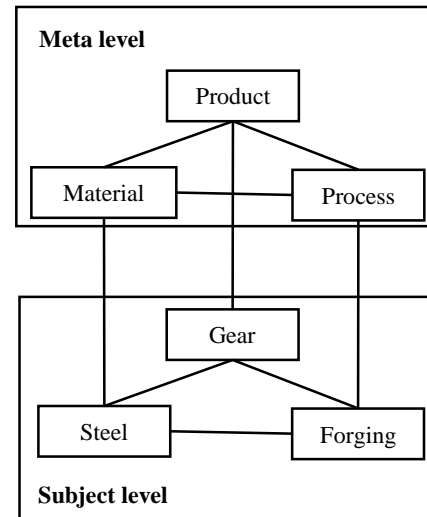 Meta level
Product
Material
Process
Gear
Steel
Forging
Subject level